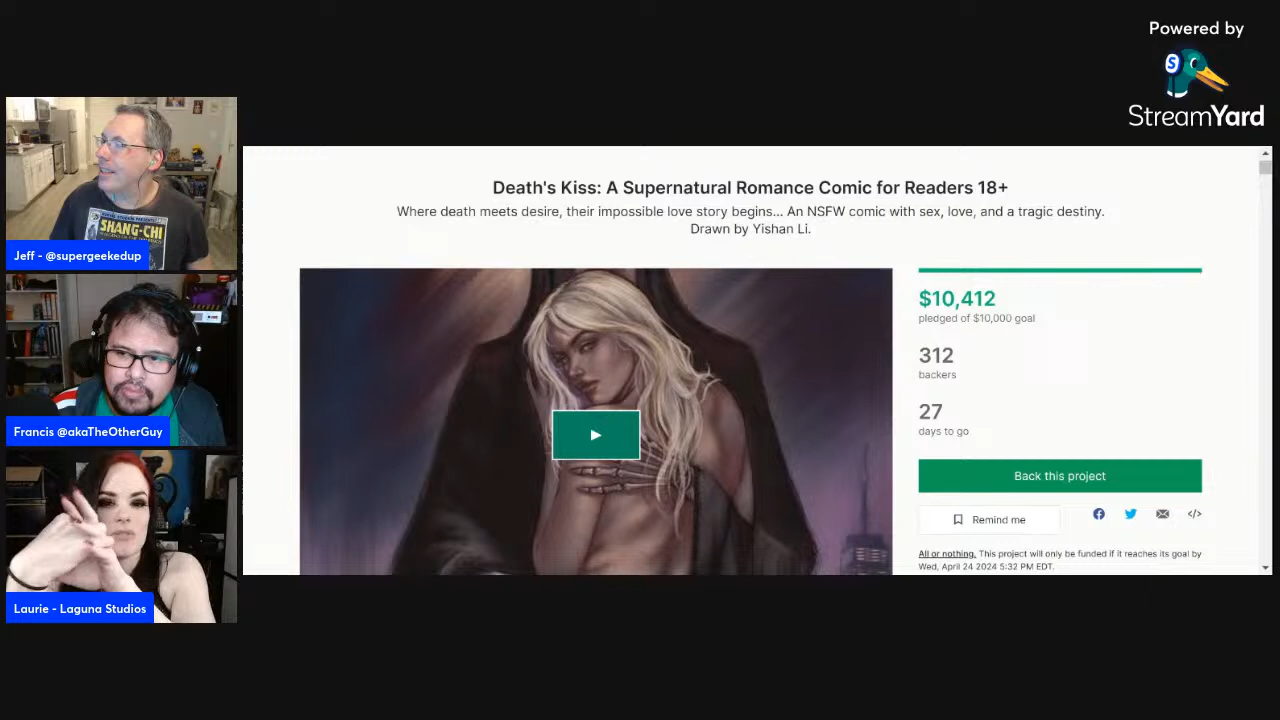 Powered by
StreamYard
SHANG-CHI
Jeff - @supergeekedup
Francis @akaTheOtherGuy
Laurie - Laguna Studios
Death's Kiss: A Supernatural Romance Comic for Readers 18+
Where death meets desire, their impossible love story begins... An NSFW comic with sex, love, and a tragic destiny.
Drawn by Yishan Li.
$10,412
pledged of $10,000 goal
312
backers
27
days to go
Back this project
Remind me
All or nothing. This project will only be funded if it reaches its goal by
Wed, April 24 2024 5:32 PM EDT.